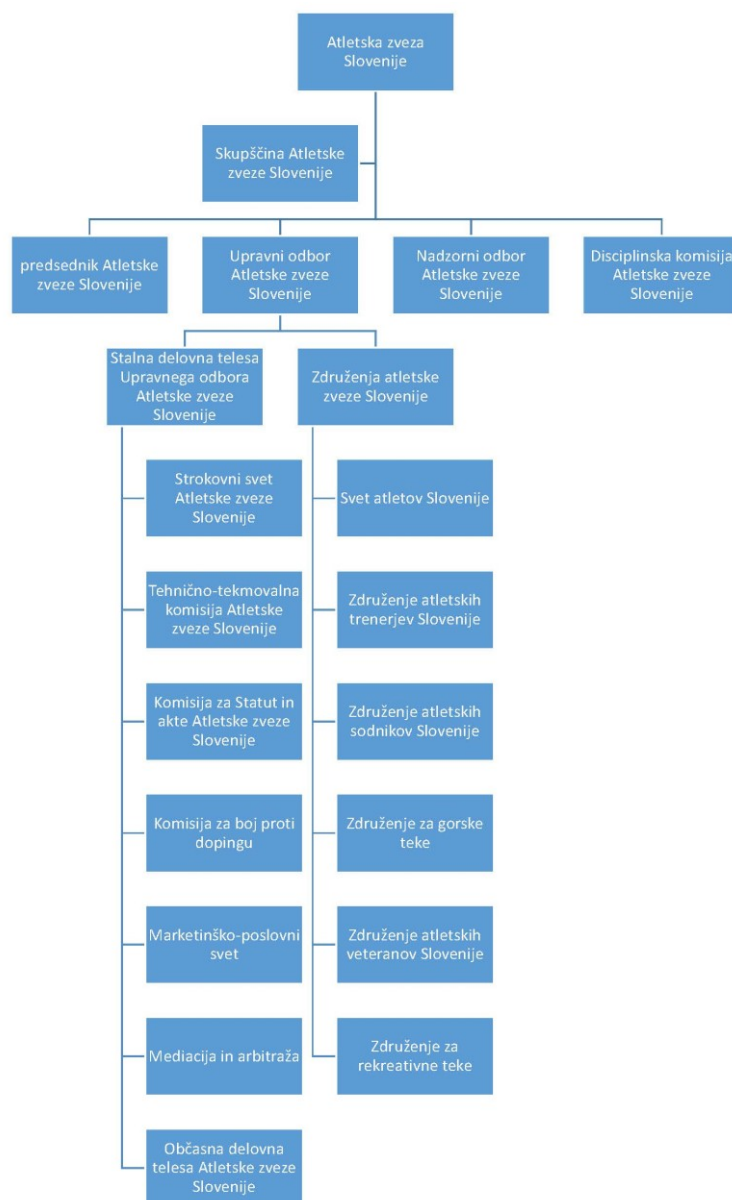 Atletska zveza
Slovenije
Skupščina Atletske
zveze Slovenije
predsednik Atletske
zveze Slovenije
Upravni odbor
Atletske zveze
Slovenije
Nadzorni odbor
Atletske zveze
Slovenije
Disciplinska komisija
Atletske zveze
Slovenije
Stalna delovna telesa
Upravnega odbora
Atletske zveze
Slovenije
Združenja atletske
zveze Slovenije
Strokovni svet
Atletske zveze
Slovenije
Tehnično-tekmovalna
komisija Atletske
zveze Slovenije
Komisija za Statut in
akte Atletske zveze
Slovenije
Komisija za boj proti
dopingu
Marketinško-poslovni
svet
Mediacija in arbitraža
Občasna delovna
telesa Atletske zveze
Slovenije
Svet atletov Slovenije
Združenje atletskih
trenerjev Slovenije
Združenje atletskih
sodnikov Slovenije
Združenje za gorske
teke
Združenje atletskih
veteranov Slovenije
Združenje za
rekreativne teke